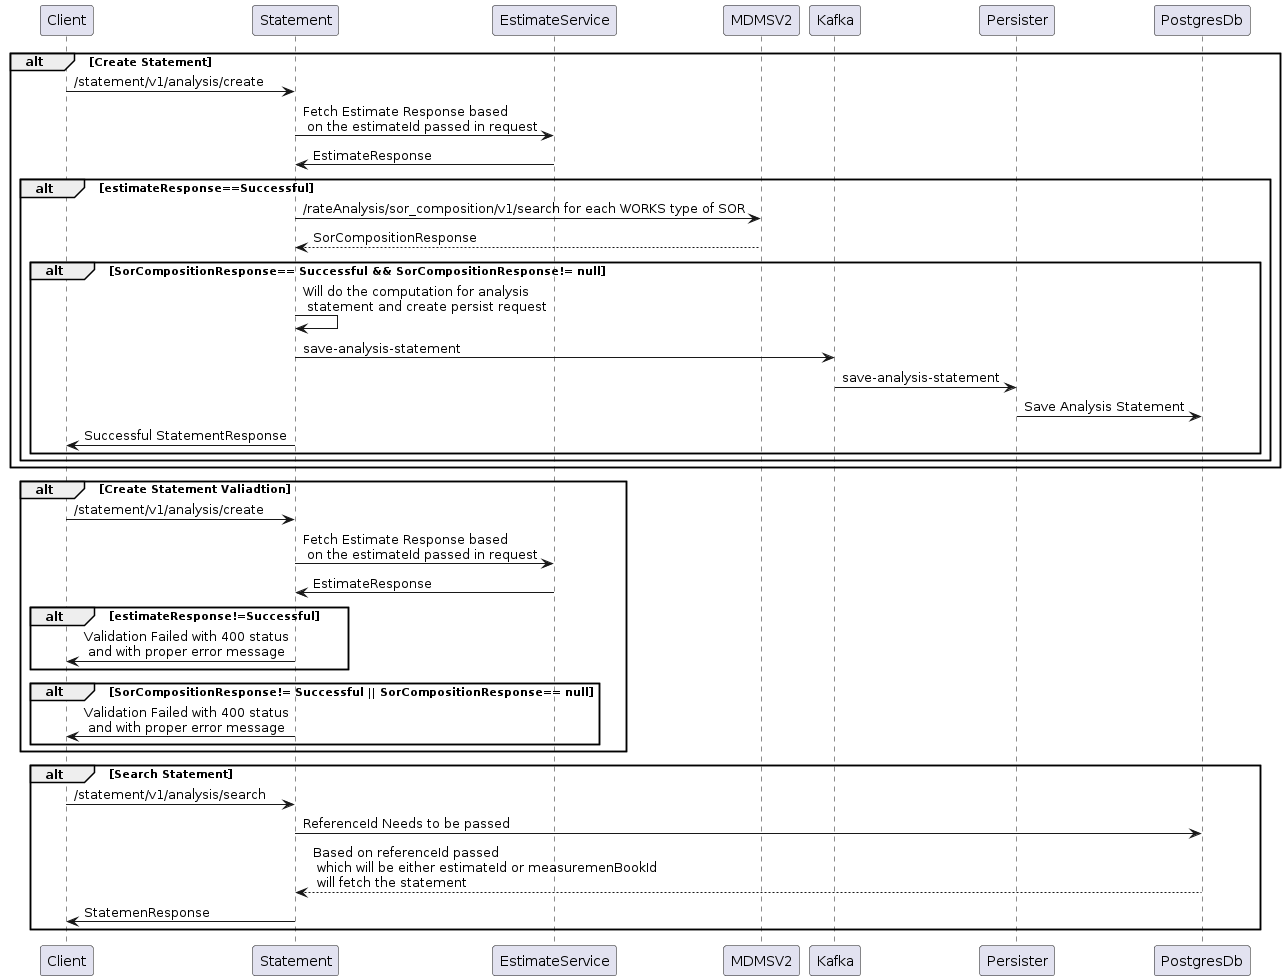 Client Statement EstimateService MDMSV2 Kafka Persister PostgresDb
alt [Create Statement]
/statement/v1/analysis/create
Fetch Estimate Response based
on the estimateId passed in request
EstimateResponse
alt [estimateResponse==Successful]
/rateAnalysis/sor_composition/v1/search for each WORKS type of SOR
SorCompositionResponse
alt [SorCompositionResponse== Successful && SorCompositionResponse!= null]
Will do the computation for analysis
statement and create persist request
save-analysis-statement
save-analysis-statement
Save Analysis Statement
Successful StatementResponse
alt [Create Statement Valiadtion]
/statement/v1/analysis/create
Fetch Estimate Response based
on the estimateId passed in request
EstimateResponse
alt [estimateResponse!=Successful]
Validation Failed with 400 status
and with proper error message
alt [SorCompositionResponse!= Successful || SorCompositionResponse== null]
Validation Failed with 400 status
and with proper error message
alt [Search Statement]
/statement/v1/analysis/search
ReferenceId Needs to be passed
Based on referenceId passed
which will be either estimateId or measuremenBookId
will fetch the statement
StatemenResponse
Client Statement EstimateService MDMSV2 Kafka Persister PostgresDb